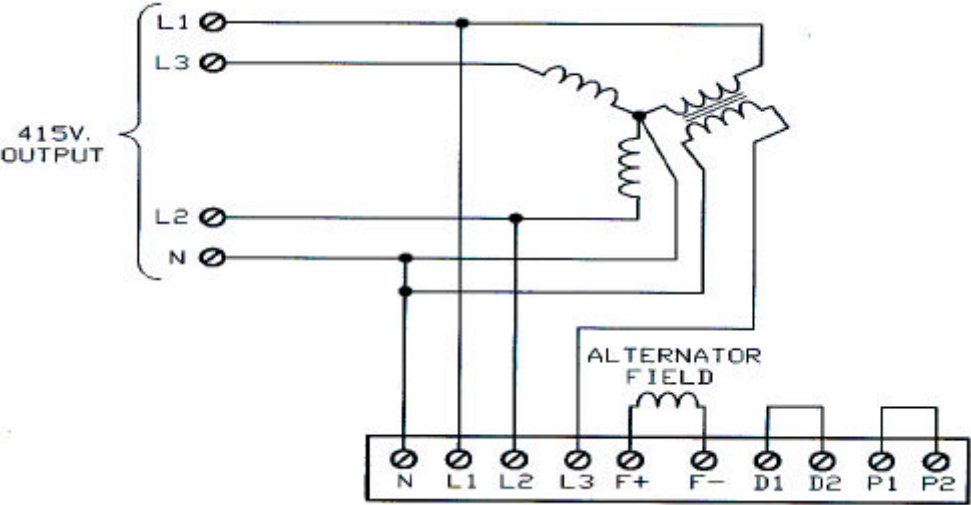 L1
L3
415V.
OUTPUT
L2
N
ALTERNATOR
FIELD
N L1 L2 L3 F+ F- D1 D2 P1 P2